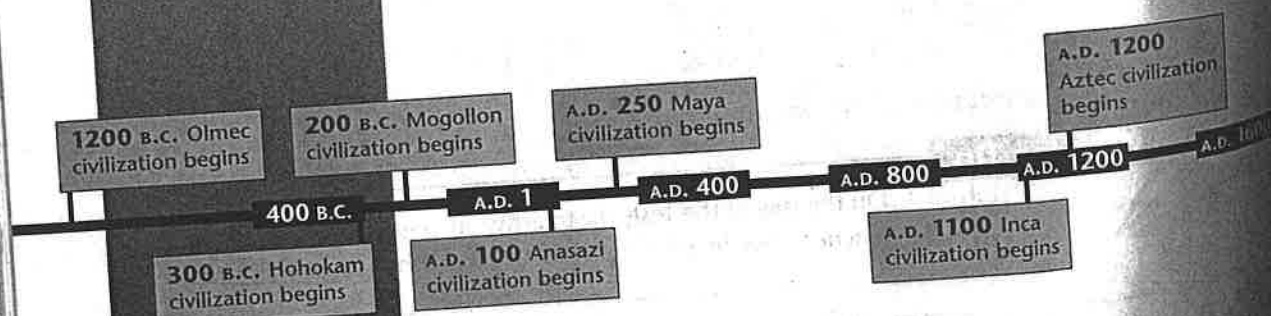 1200 B.C. Olmec
civilization begins
200 B.C. Mogollon
civilization begins
A.D. 250 Maya
civilization begins
A.D. 1200
Aztec civilization
begins
400 B.C.
A.D. 1
A.D. 400
A.D. 800
A.D. 1200
A.D. 1600
300 B.C. Hohokam
civilization begins
A.D. 100 Anasazi
civilization begins
A.D. 1100 Inca
civilization begins